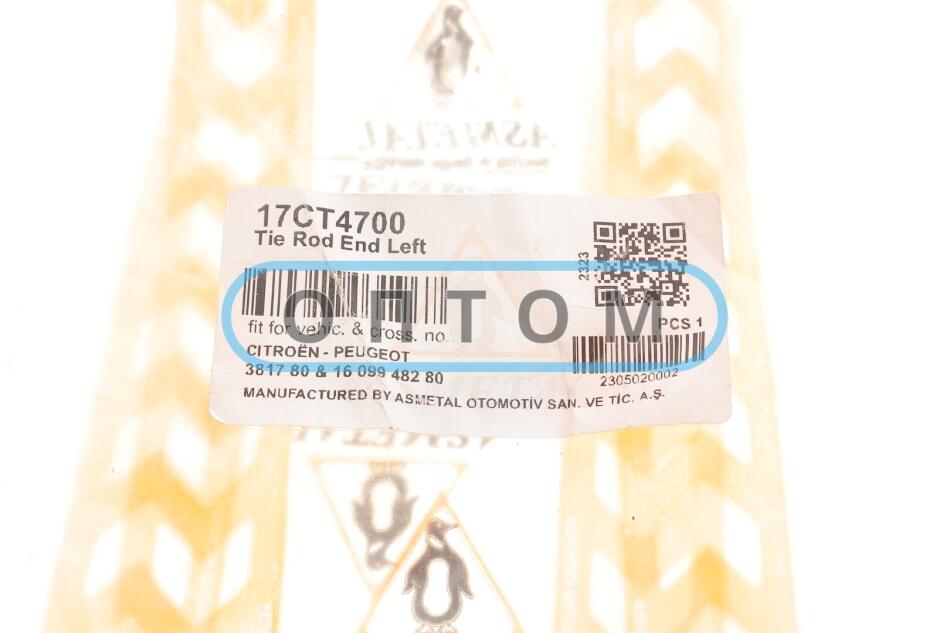 ASMETAL
17CT4700
Tie Rod End Left
2323
ОПТОМ
fit for vehic. & cross. no..
PCS 1
CITROËN - PEUGEOT
3817 80 & 16 099 482 80
2305020002
MANUFACTURED BY ASMETAL OTOMOTİV SAN. VE TİC. A.Ş.
ASMETAL